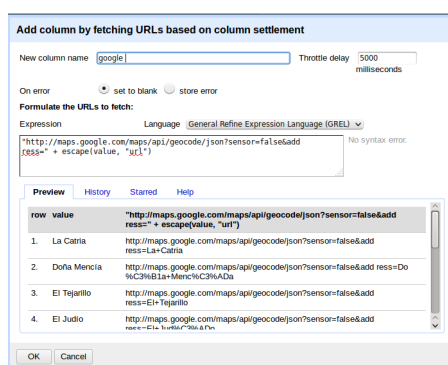 Add column by fetching URLs based on column settlement
New column name google Throttle delay 5000
milliseconds
On error set to blank store error
Formulate the URLs to fetch:
Expression Language General Refine Expression Language (GREL)
"http://maps.google.com/maps/api/geocode/json?sensor=false&add No syntax error.
ress=" + escape(value, "url")
Preview History Starred Help
row value "http://maps.google.com/maps/api/geocode/json?sensor=false&add
ress=" + escape(value, "url")
1. La Catria http://maps.google.com/maps/api/geocode/json?sensor=false&add
ress=La+Catria
2. Doña Mencía http://maps.google.com/maps/api/geocode/json?sensor=false&add ress=Do
%C3%B1a+Menc%C3%ADa
3. El Tejarillo http://maps.google.com/maps/api/geocode/json?sensor=false&add
ress=El+Tejarillo
4. El Judío http://maps.google.com/maps/api/geocode/json?sensor=false&add
ress=El+Jud%C3%ADo
OK Cancel